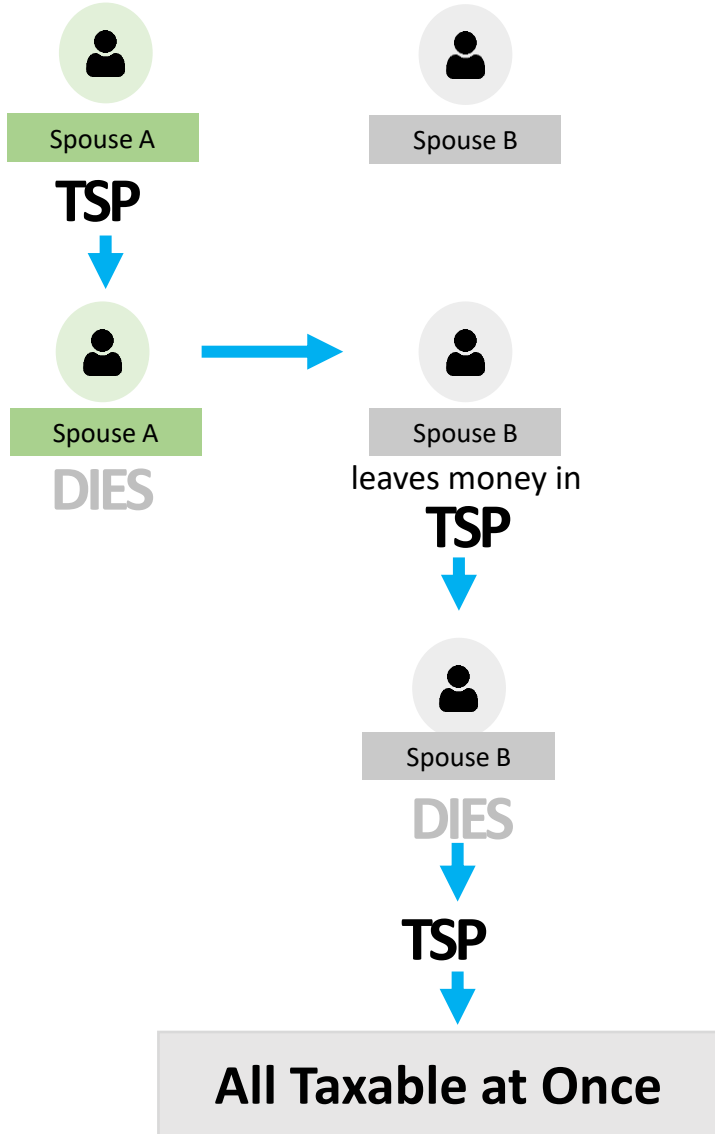 Spouse A
Spouse B
TSP
Spouse A
Spouse B
DIES
leaves money in
TSP
Spouse B
DIES
TSP
All Taxable at Once